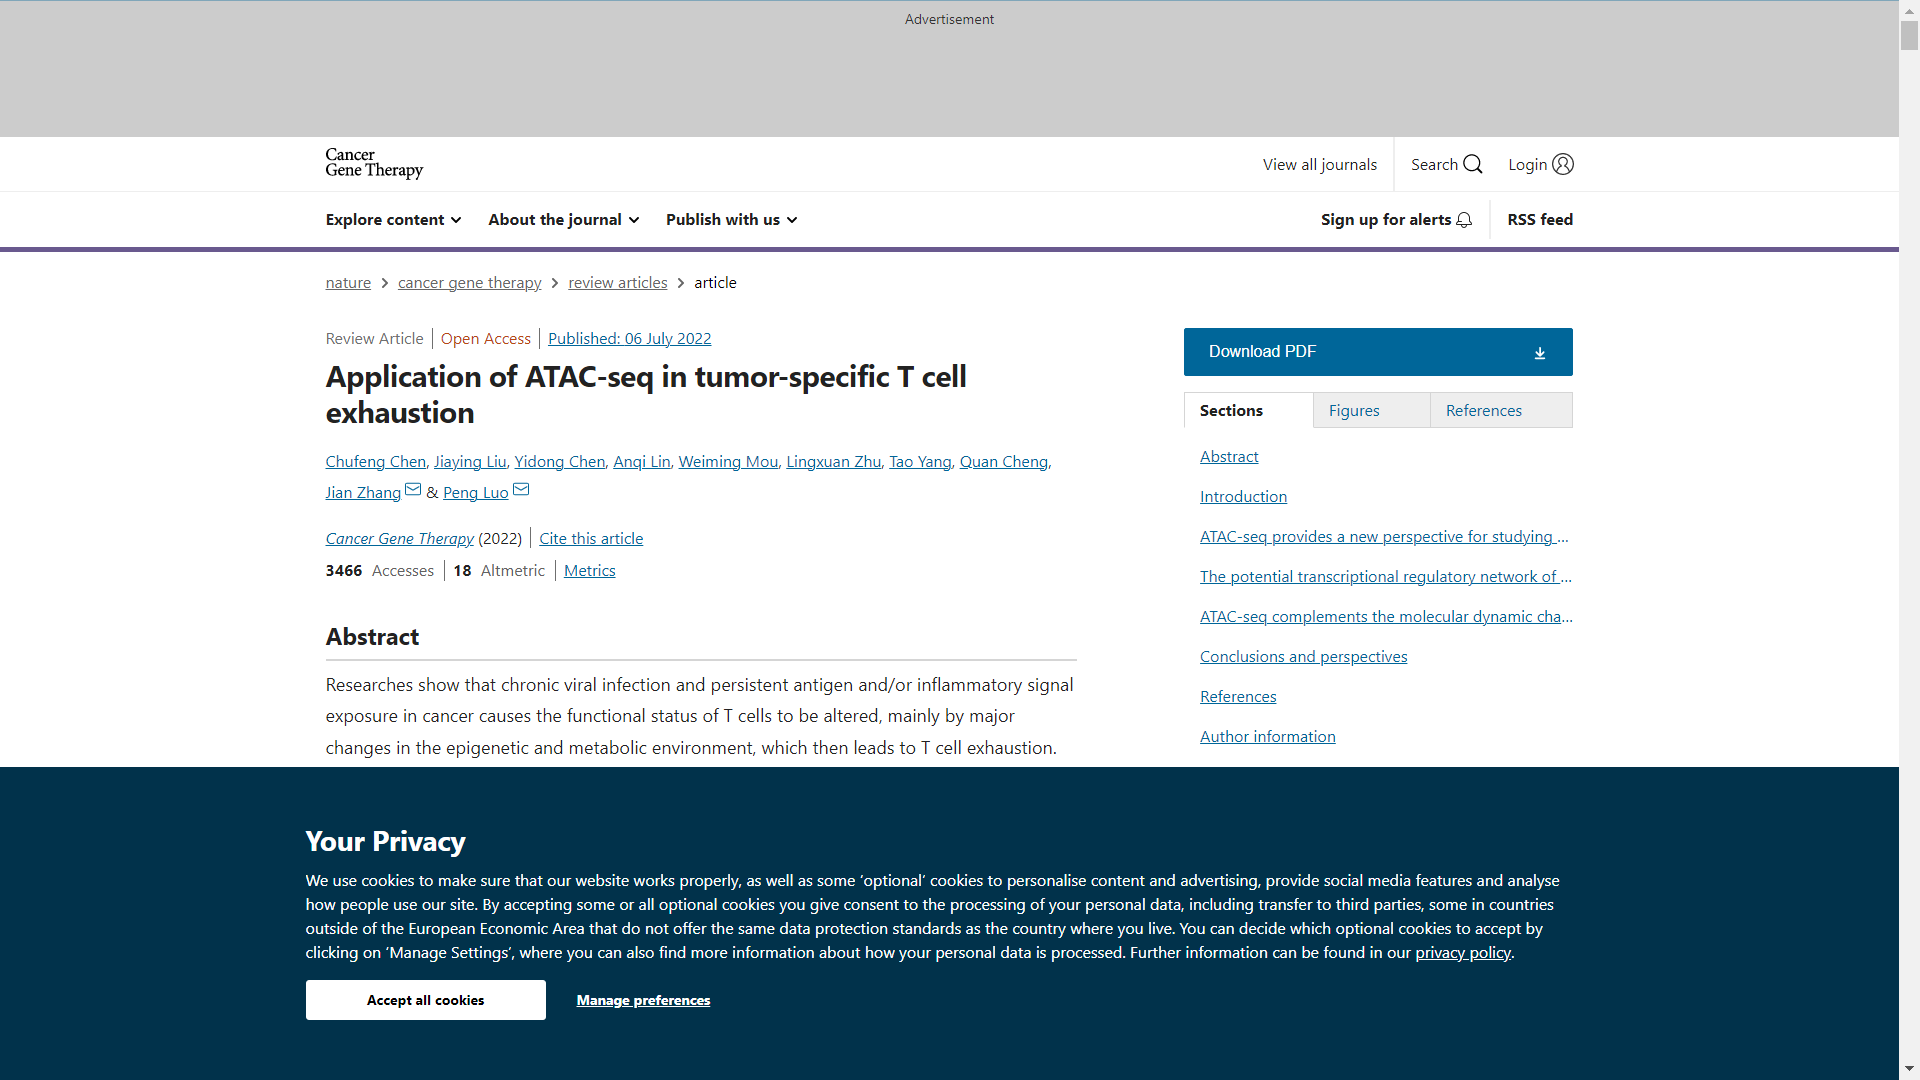 Advertisement
Cancer
Gene Therapy
View all journals
Search
Login
Explore content
About the journal
Publish with us
Sign up for alerts
RSS feed
nature
cancer gene therapy
review articles
article
Review Article
Open Access
Published: 06 July 2022
Application of ATAC-seq in tumor-specific T cell
exhaustion
Chufeng Chen, Jiaying Liu, Yidong Chen, Anqi Lin, Weiming Mou, Lingxuan Zhu, Tao Yang, Quan Cheng,
Jian Zhang & Peng Luo
Cancer Gene Therapy (2022)
Cite this article
3466 Accesses
18 Altmetric
Metrics
Abstract
Researches show that chronic viral infection and persistent antigen and/or inflammatory signal
exposure in cancer causes the functional status of T cells to be altered, mainly by major
changes in the epigenetic and metabolic environment, which then leads to T cell exhaustion.
Download PDF
Sections
Figures
References
Abstract
Introduction
ATAC-seq provides a new perspective for studying ...
The potential transcriptional regulatory network of ...
ATAC-seq complements the molecular dynamic cha...
Conclusions and perspectives
References
Author information
Your Privacy
We use cookies to make sure that our website works properly, as well as some ‘optional’ cookies to personalise content and advertising, provide social media features and analyse
how people use our site. By accepting some or all optional cookies you give consent to the processing of your personal data, including transfer to third parties, some in countries
outside of the European Economic Area that do not offer the same data protection standards as the country where you live. You can decide which optional cookies to accept by
clicking on ‘Manage Settings’, where you can also find more information about how your personal data is processed. Further information can be found in our privacy policy.
Accept all cookies
Manage preferences